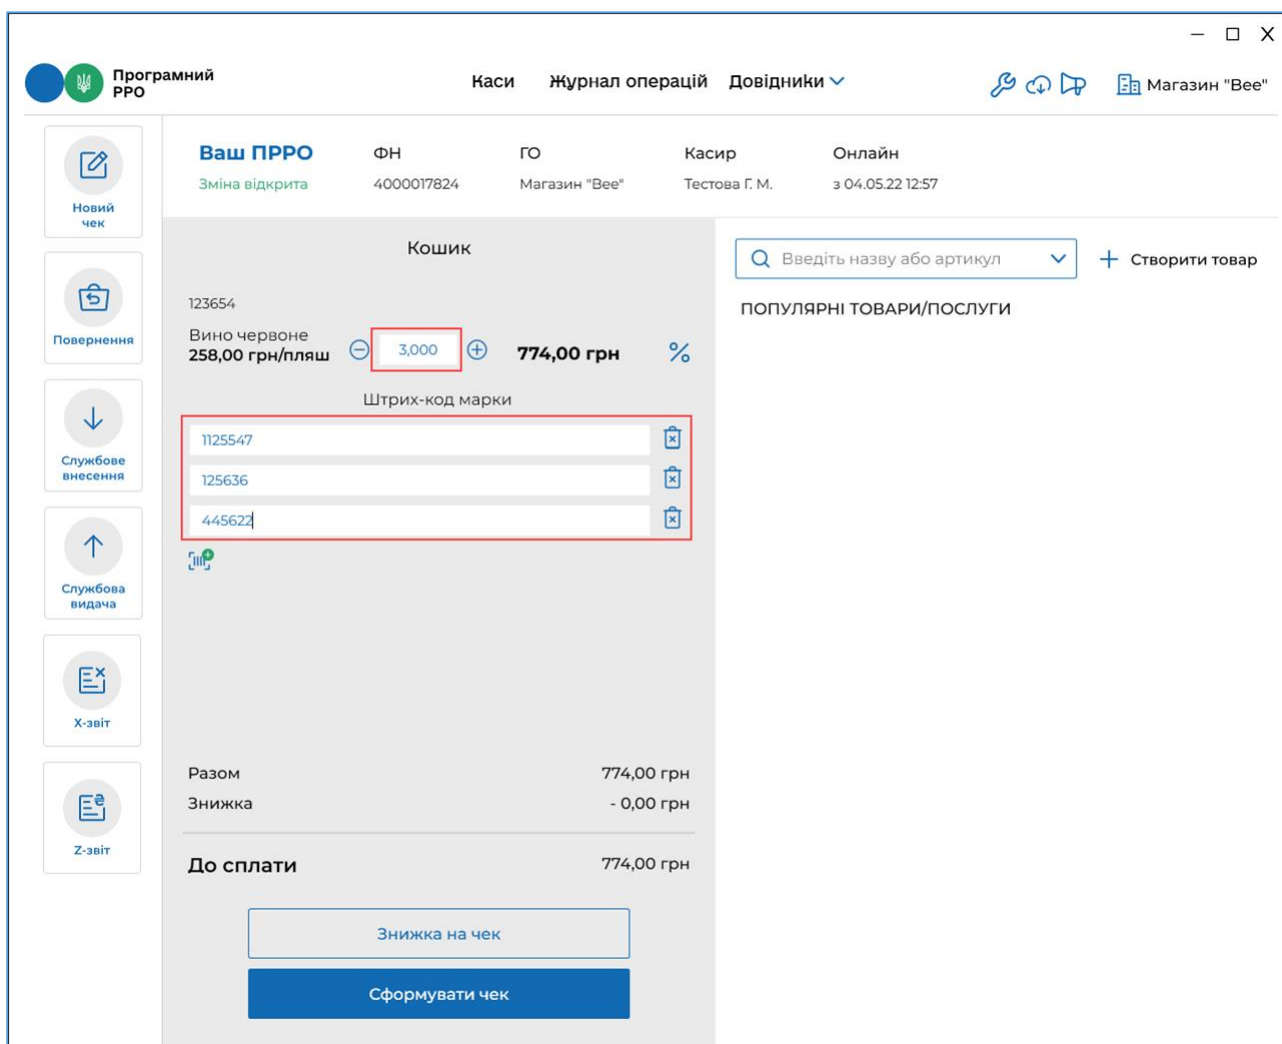 Програмний
РРО
Каси
Журнал операцій
Довідники
Магазин "Bee"
Новий
чек
Повернення
Службове
внесення
Службова
видача
X-звіт
Z-звіт
Ваш ПРРО
Зміна відкрита
ФН
4000017824
ГО
Магазин "Bee"
Касир
Тестова Г. М.
Онлайн
з 04.05.22 12:57
Кошик
123654
Вино червоне
258,00 грн/пляш
3,000
774,00 грн
%
Штрих-код марки
1125547
125636
445622
Разом 774,00 грн
Знижка - 0,00 грн
До сплати 774,00 грн
Знижка на чек
Сформувати чек
Введіть назву або артикул
Створити товар
ПОПУЛЯРНІ ТОВАРИ/ПОСЛУГИ